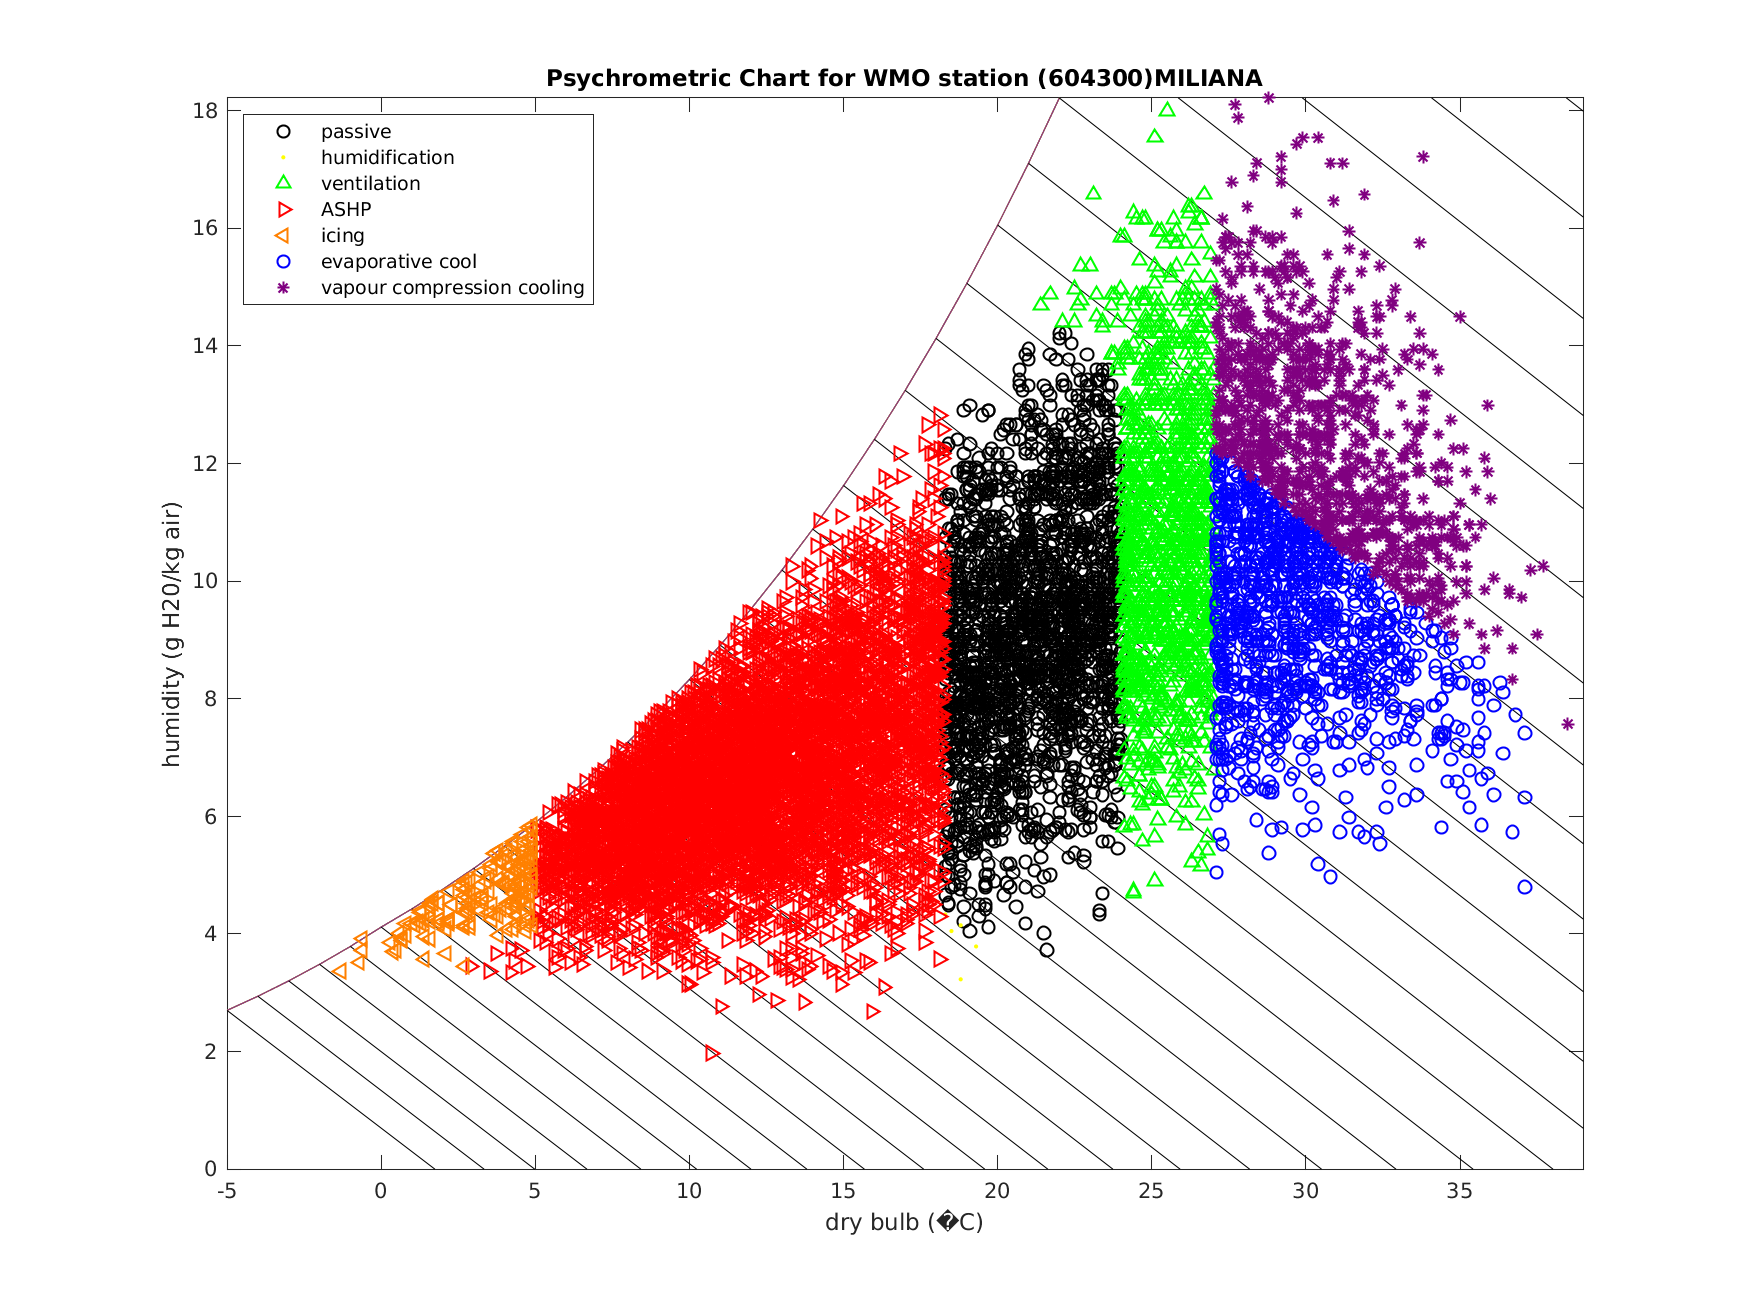 Psychrometric Chart for WMO station (604300)MILIANA
passive
humidification
ventilation
ASHP
icing
evaporative cool
vapour compression cooling
humidity (g H20/kg air)
18
16
14
12
10
8
6
4
2
0
-5 0 5 10 15 20 25 30 35
dry bulb (�C)